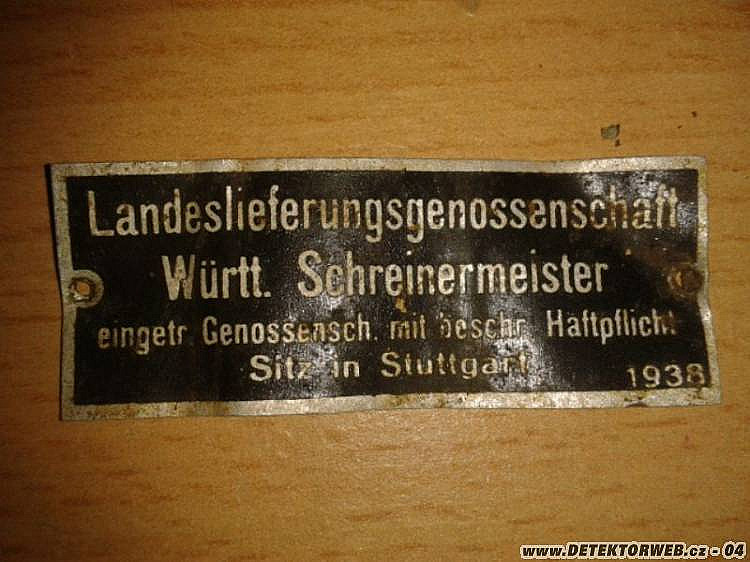 Landeslieferungsgenossenschaft
Württ. Schreinermeister
eingetr. Genossensch. mit beschr. Haftpflicht
Sitz in Stuttgart
1938
www.DETEKTORWEB.cz - 04